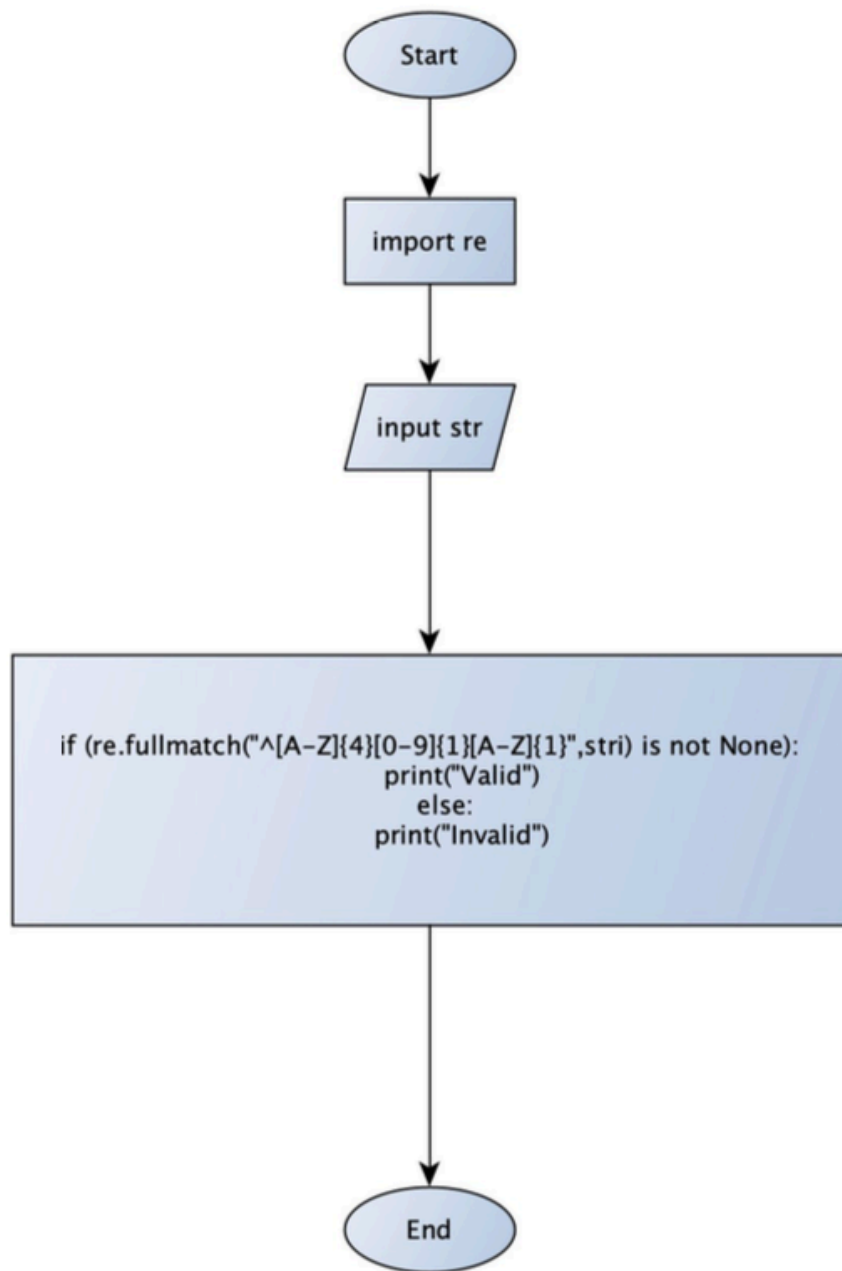 Start
import re
input str
if (re.fullmatch("^[A-Z]{4}[0-9]{1}[A-Z]{1}",stri) is not None):
print("Valid")
else:
print("Invalid")
End